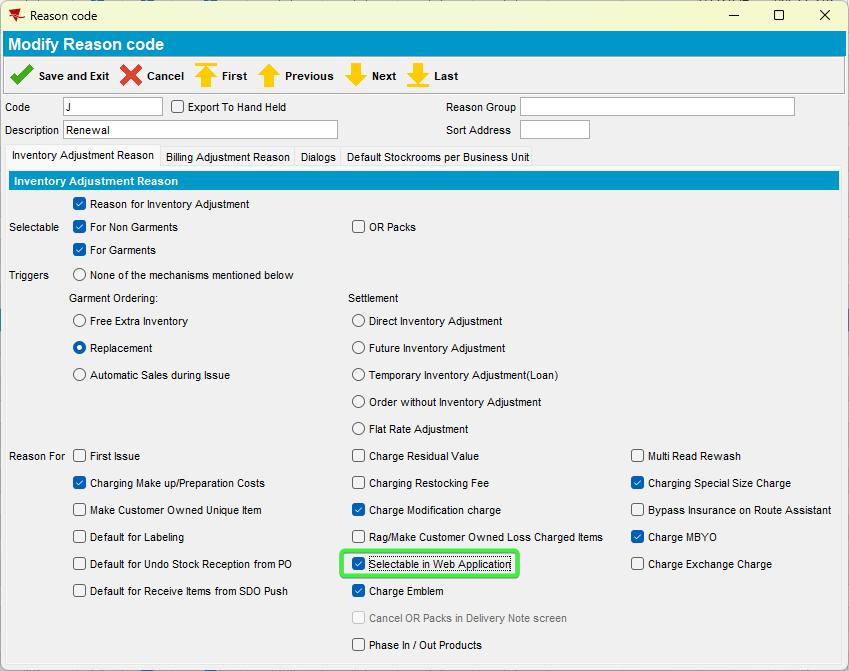 Reason code
Modify Reason code
Save and Exit Cancel First Previous Next Last
Code J Export To Hand Held Reason Group
Description Renewal Sort Address
Inventory Adjustment Reason Billing Adjustment Reason Dialogs Default Stockrooms per Business Unit
Inventory Adjustment Reason
Reason for Inventory Adjustment
Selectable For Non Garments OR Packs
For Garments
Triggers None of the mechanisms mentioned below
Garment Ordering: Settlement
Free Extra Inventory Direct Inventory Adjustment
Replacement Future Inventory Adjustment
Automatic Sales during Issue Temporary Inventory Adjustment(Loan)
Order without Inventory Adjustment
Flat Rate Adjustment
Reason For First Issue Charge Residual Value Multi Read Rewash
Charging Make up/Preparation Costs Charging Restocking Fee Charging Special Size Charge
Make Customer Owned Unique Item Charge Modification charge Bypass Insurance on Route Assistant
Default for Labeling Rag/Make Customer Owned Loss Charged Items Charge MBYO
Default for Undo Stock Reception from PO Selectable in Web Application Charge Exchange Charge
Default for Receive Items from SDO Push Charge Emblem
Cancel OR Packs in Delivery Note screen
Phase In / Out Products